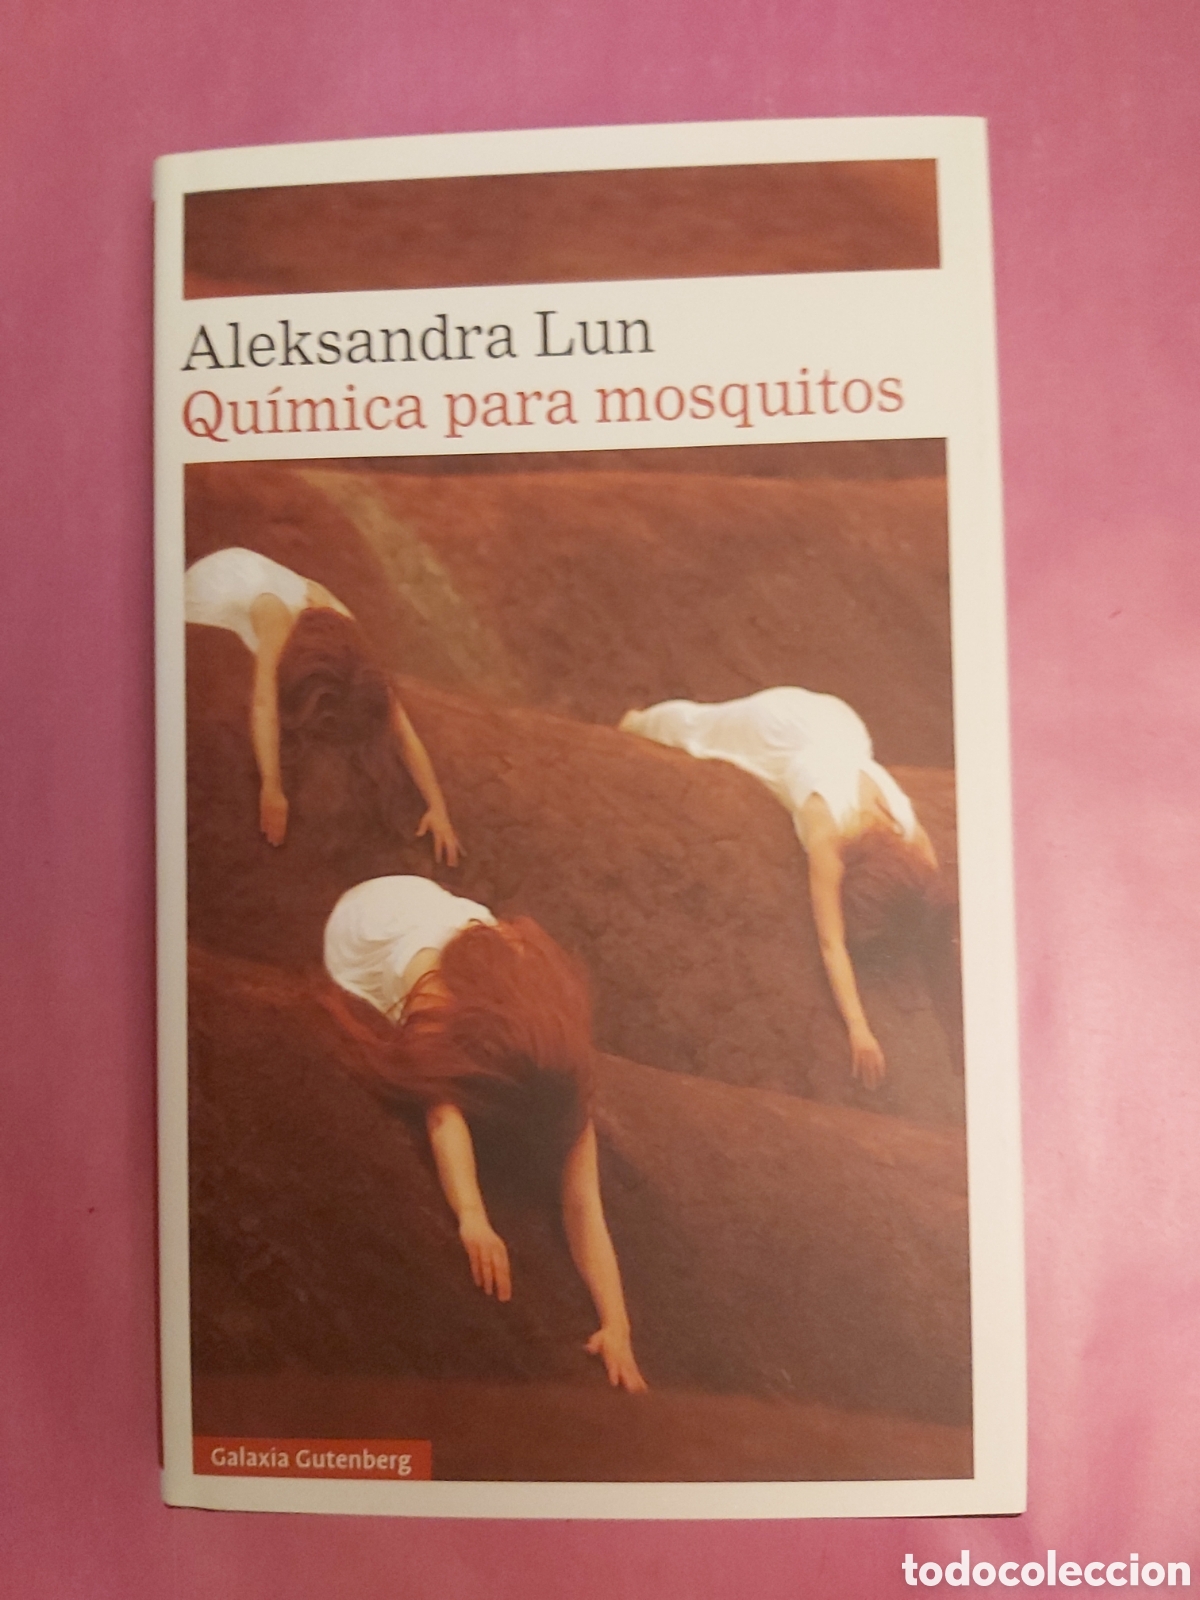 Aleksandra Lun
Química para mosquitos
Galaxia Gutenberg
todocoleccion